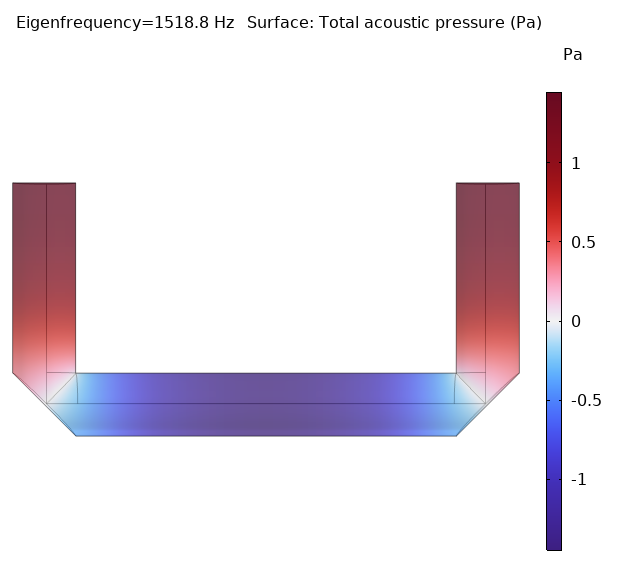 Eigenfrequency=1518.8 Hz   Surface: Total acoustic pressure (Pa)
Pa
1
0.5
0
-0.5
-1